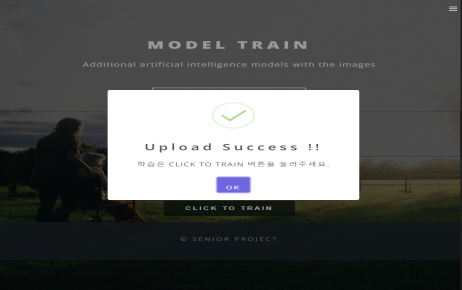 MODEL TRAIN
Additional artificial intelligence models with the images
Upload Success !!
학습은 CLICK TO TRAIN 버튼을 눌러주세요.
OK
CLICK TO TRAIN
© SENIOR PROJECT